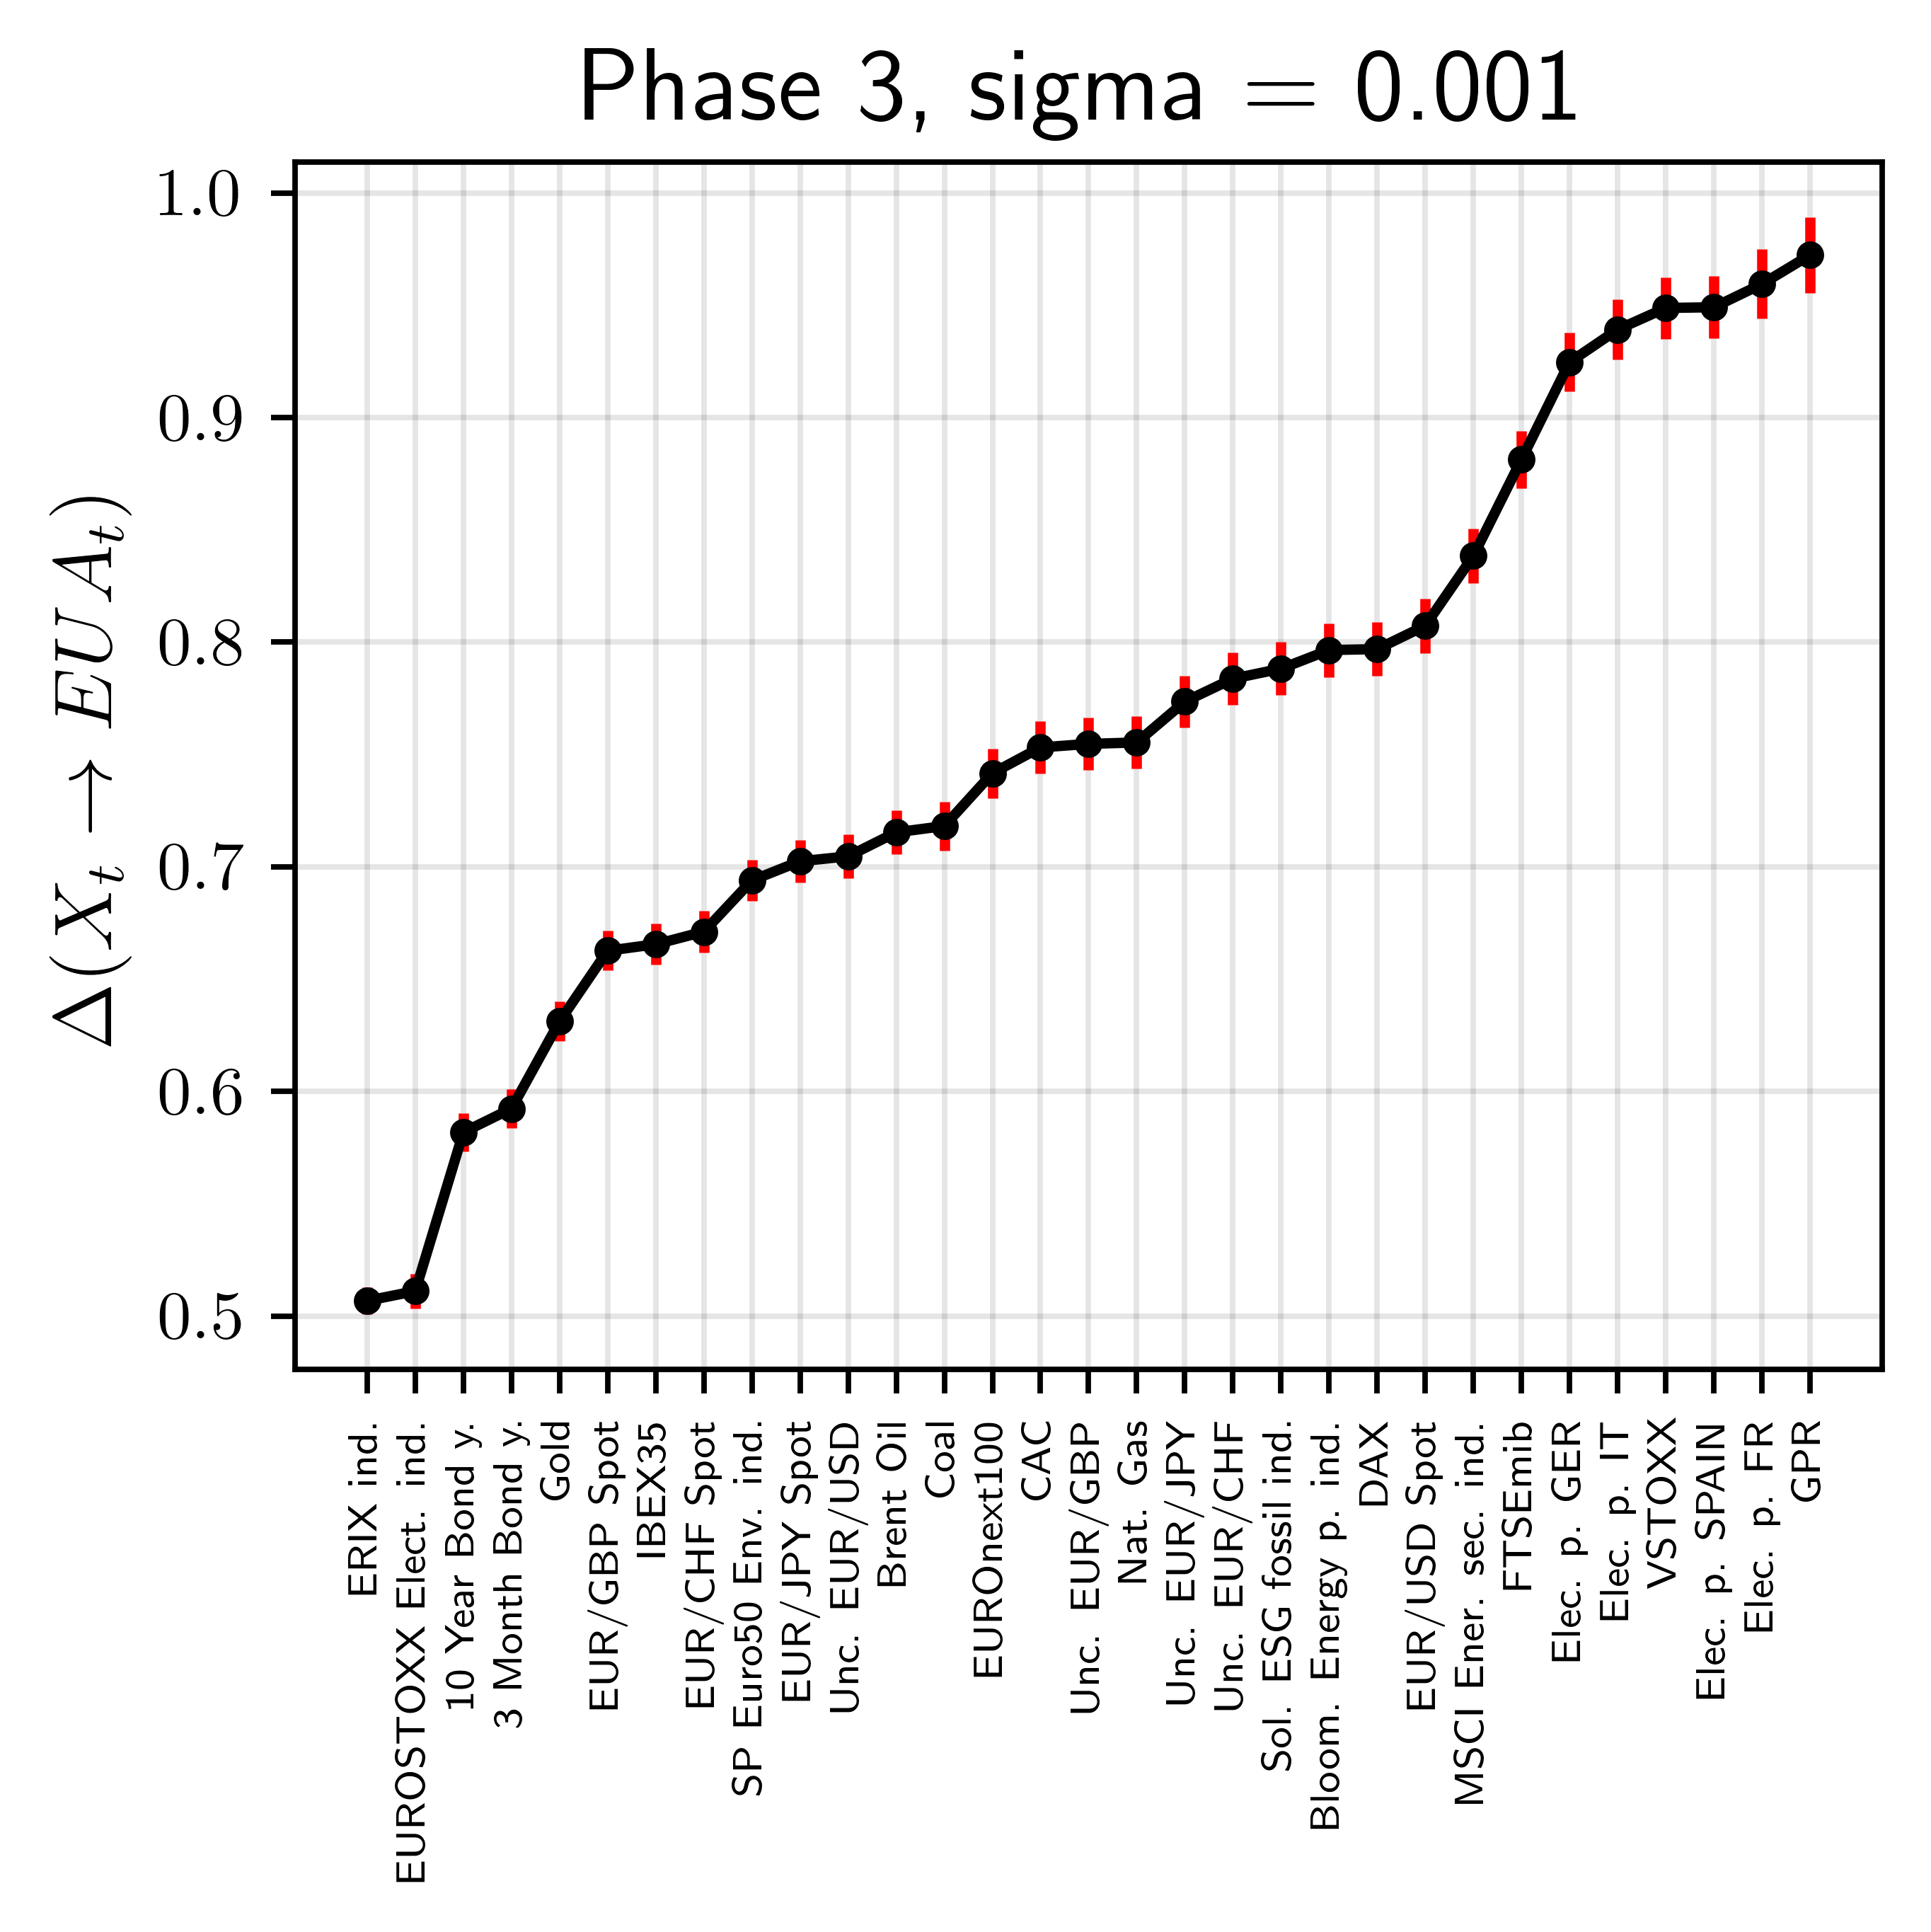 Phase 3, sigma = 0.001
Δ(X_t → EUA_t)
1.0
0.9
0.8
0.7
0.6
0.5
ERIX ind.
EUROSTOXX Elect. ind.
10 Year Bond y.
3 Month Bond y.
Gold
EUR/GBP Spot
IBEX35
EUR/CHF Spot
SP Euro50 Env. ind.
EUR/JPY Spot
Unc. EUR/USD
Brent Oil
Coal
EUROnext100
CAC
Unc. EUR/GBP
Nat. Gas
Unc. EUR/JPY
Unc. EUR/CHF
Sol. ESG fossil ind.
Bloom. Energy p. ind.
DAX
EUR/USD Spot
MSCI Ener. sec. ind.
FTSEmib
Elec. p. GER
Elec. p. IT
VSTOXX
Elec. p. SPAIN
Elec. p. FR
GPR